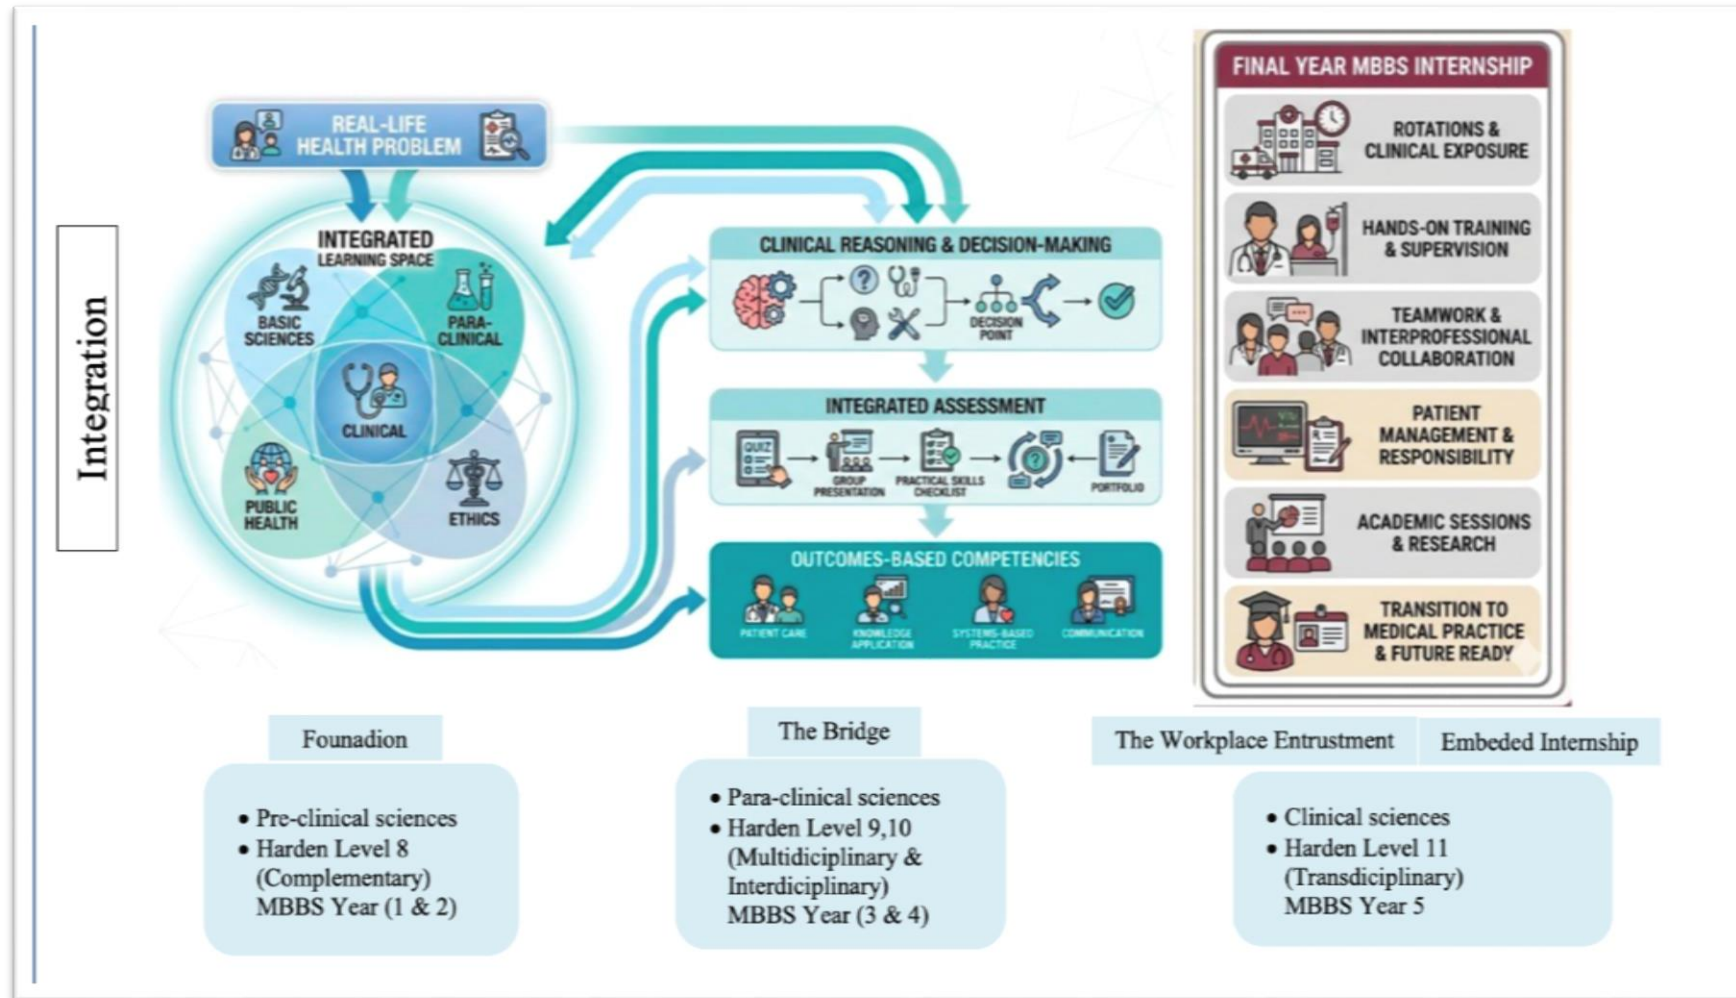 Integration
REAL-LIFE
HEALTH PROBLEM
INTEGRATED
LEARNING SPACE
BASIC
SCIENCES
PARA-
CLINICAL
CLINICAL
PUBLIC
HEALTH
ETHICS
CLINICAL REASONING & DECISION-MAKING
?
DECISION
POINT
INTEGRATED ASSESSMENT
QUIZ
?
GROUP
PRESENTATION
PRACTICAL SKILLS
CHECKLIST
PORTFOLIO
OUTCOMES-BASED COMPETENCIES
PATIENT CARE
KNOWLEDGE
APPLICATION
SYSTEMS-BASED
PRACTICE
COMMUNICATION
FINAL YEAR MBBS INTERNSHIP
ROTATIONS &
CLINICAL EXPOSURE
HANDS-ON TRAINING
& SUPERVISION
TEAMWORK &
INTERPROFESSIONAL
COLLABORATION
PATIENT
MANAGEMENT &
RESPONSIBILITY
ACADEMIC SESSIONS
& RESEARCH
TRANSITION TO
MEDICAL PRACTICE
& FUTURE READY
Founadion
• Pre-clinical sciences
• Harden Level 8
(Complementary)
MBBS Year (1 & 2)
The Bridge
• Para-clinical sciences
• Harden Level 9,10
(Multidiciplinary &
Interdiciplinary)
MBBS Year (3 & 4)
The Workplace Entrustment
Embeded Internship
• Clinical sciences
• Harden Level 11
(Transdiciplinary)
MBBS Year 5